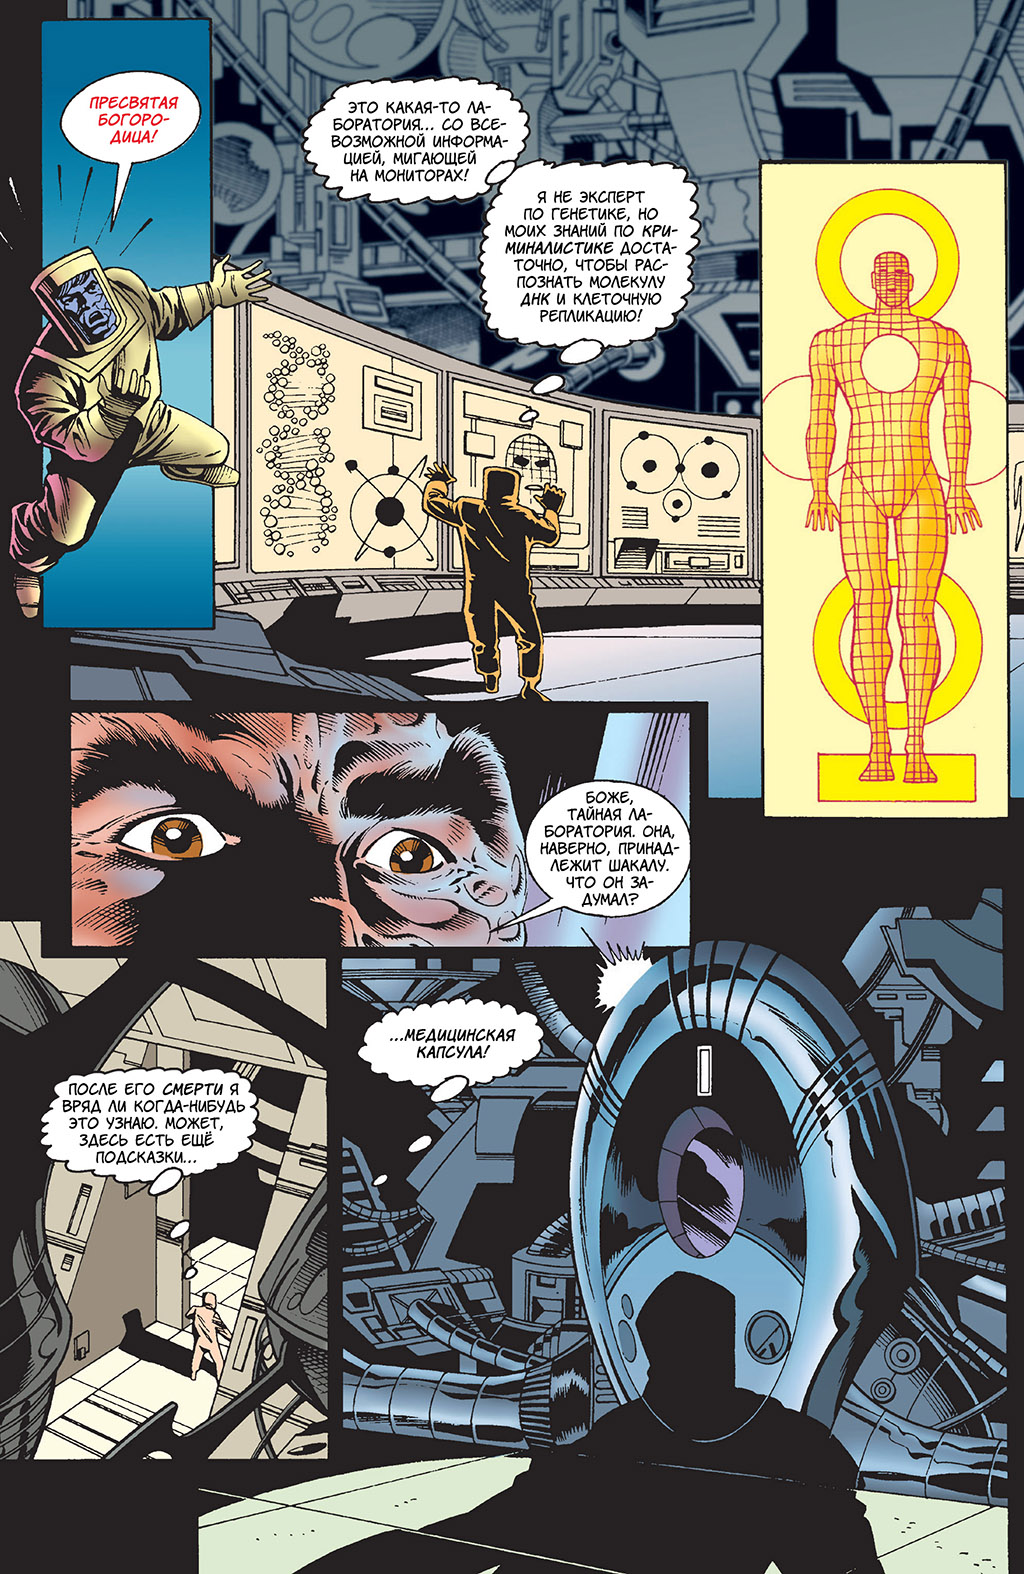 ПРЕСВЯТАЯ
БОГОРО-
ДИЦА!
ЭТО КАКАЯ-ТО ЛА-
БОРАТОРИЯ... СО ВСЕ-
ВОЗМОЖНОЙ ИНФОРМА-
ЦИЕЙ, МИГАЮЩЕЙ
НА МОНИТОРАХ!
Я НЕ ЭКСПЕРТ
ПО ГЕНЕТИКЕ, НО
МОИХ ЗНАНИЙ ПО КРИ-
МИНАЛИСТИКЕ ДОСТА-
ТОЧНО, ЧТОБЫ РАС-
ПОЗНАТЬ МОЛЕКУЛУ
ДНК И КЛЕТОЧНУЮ
РЕПЛИКАЦИЮ!
БОЖЕ,
ТАЙНАЯ ЛА-
БОРАТОРИЯ. ОНА,
НАВЕРНО, ПРИНАД-
ЛЕЖИТ ШАКАЛУ.
ЧТО ОН ЗА-
ДУМАЛ?
ПОСЛЕ ЕГО СМЕРТИ Я
ВРЯД ЛИ КОГДА-НИБУДЬ
ЭТО УЗНАЮ. МОЖЕТ,
ЗДЕСЬ ЕСТЬ ЕЩЁ
ПОДСКАЗКИ...
...МЕДИЦИНСКАЯ
КАПСУЛА!